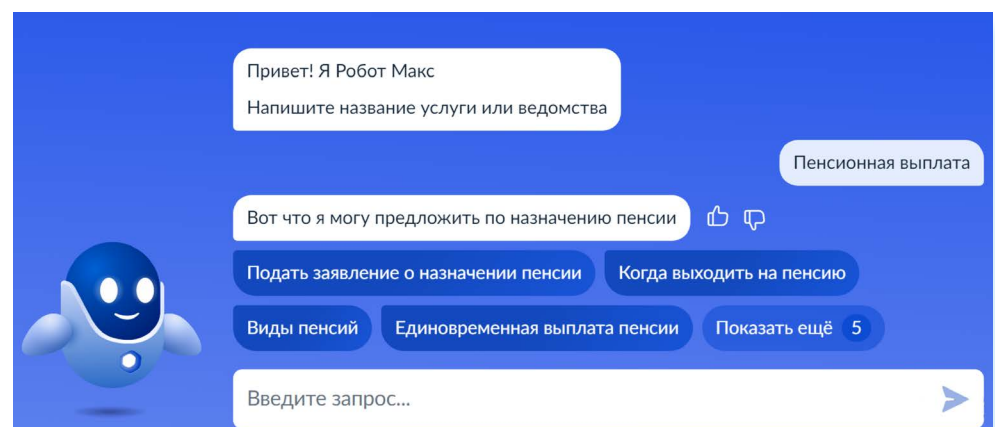 Привет! Я Робот Макс
Напишите название услуги или ведомства
Пенсионная выплата
Вот что я могу предложить по назначению пенсии
Подать заявление о назначении пенсии
Когда выходить на пенсию
Виды пенсий
Единовременная выплата пенсии
Показать ещё 5
Введите запрос...